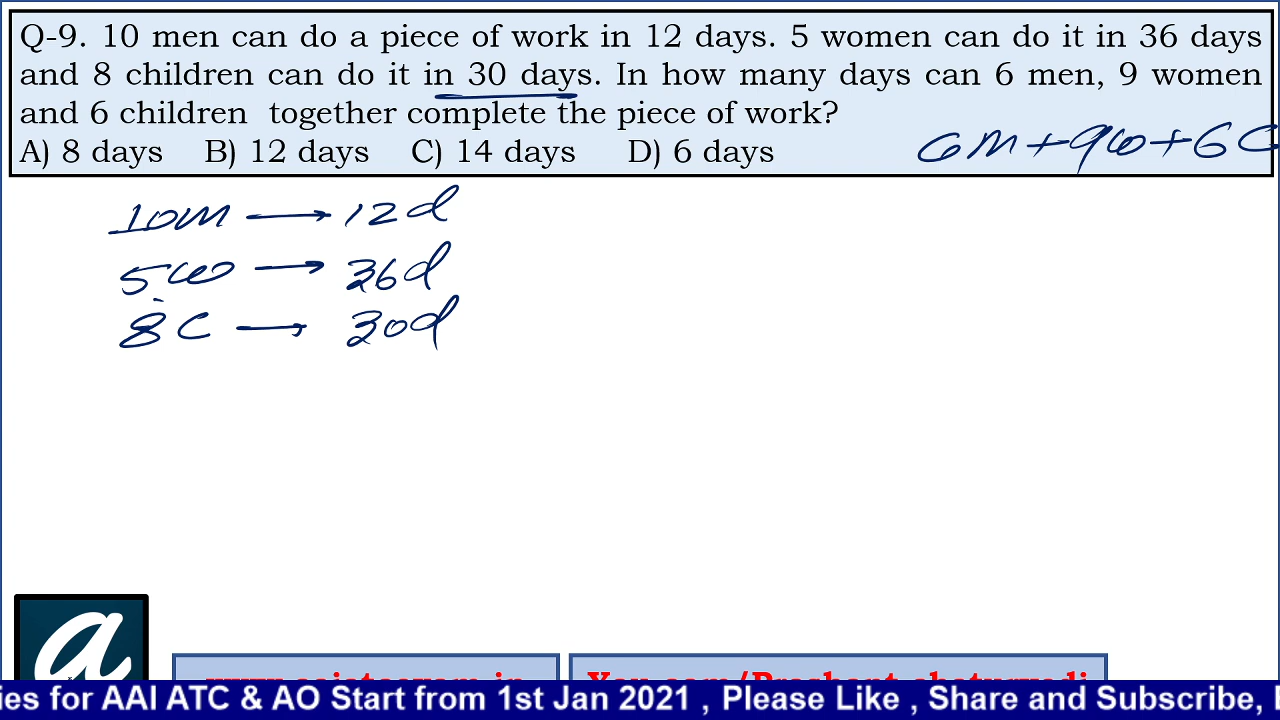 Q-9. 10 men can do a piece of work in 12 days. 5 women can do it in 36 days
and 8 children can do it in 30 days. In how many days can 6 men, 9 women
and 6 children together complete the piece of work?
A) 8 days B) 12 days C) 14 days D) 6 days
6M+9w+6C
10M → 12d
5w → 36d
8C → 30d
a
ies for AAI ATC & AO Start from 1st Jan 2021 , Please Like , Share and Subscribe,